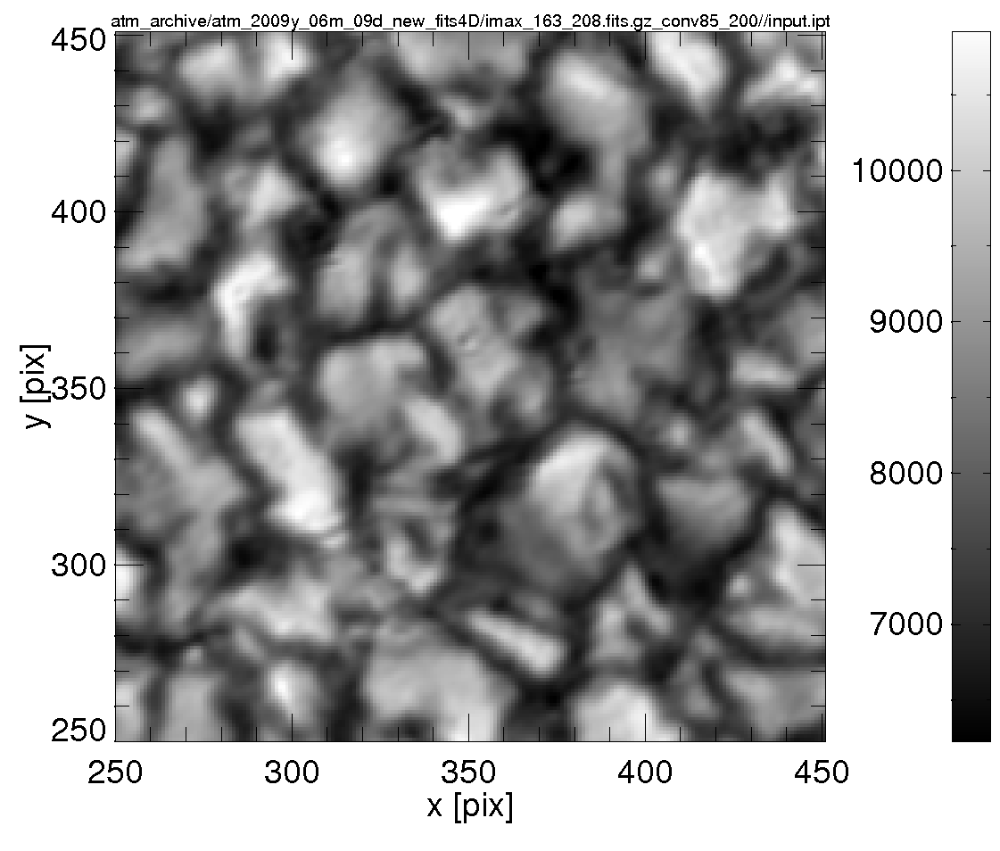 atm_archive/atm_2009y_06m_09d_new_fits4D/imax_163_208.fits.gz_conv85_200//input.ipt
450
400
350
300
250
y [pix]
250 300 350 400 450
x [pix]
10000
9000
8000
7000